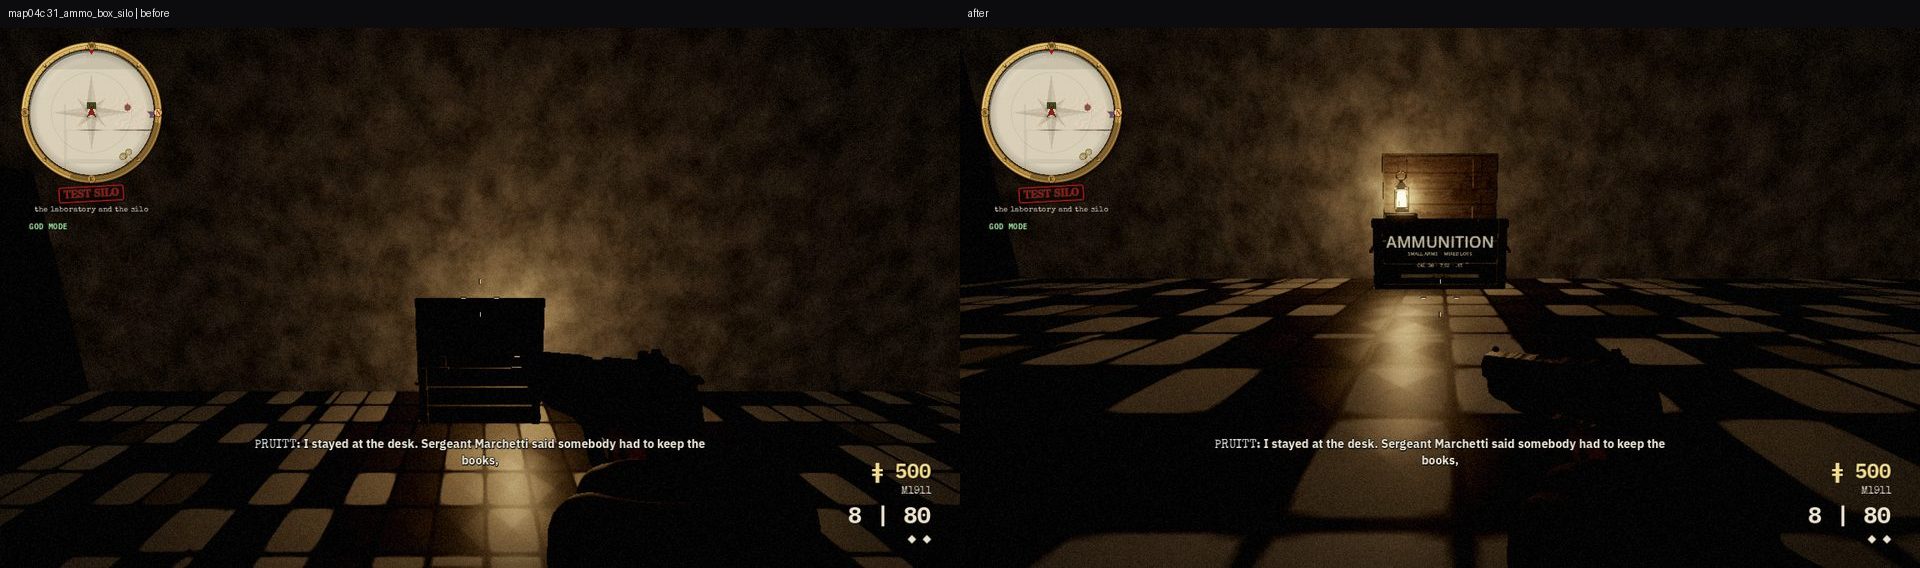 map04c 31_ammo_box_silo | before
after
TEST SILO
the laboratory and the silo
GOD MODE
PRUITT: I stayed at the desk. Sergeant Marchetti said somebody had to keep the
books,
500
M1911
8 | 80
TEST SILO
the laboratory and the silo
GOD MODE
AMMUNITION
SMALL ARMS MIXED LOTS
PRUITT: I stayed at the desk. Sergeant Marchetti said somebody had to keep the
books,
500
M1911
8 | 80